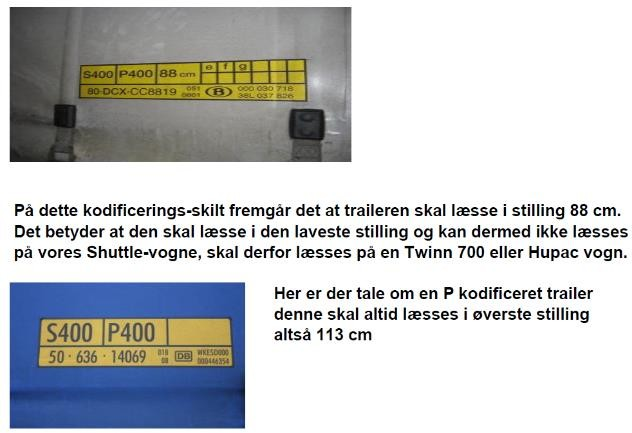 S400 P400 88 cm e f g
80-DCX-CC8819 051 0801 B 000 030 718 38L 037 826
På dette kodificerings-skilt fremgår det at traileren skal læsse i stilling 88 cm.
Det betyder at den skal læsse i den laveste stilling og kan dermed ikke læsses
på vores Shuttle-vogne, skal derfor læsses på en Twinn 700 eller Hupac vogn.
Her er der tale om en P kodificeret trailer
denne skal altid læsses i øverste stilling
altså 113 cm
S400 P400
50 · 636 · 14069 018 08 DB WKESD000 000446354